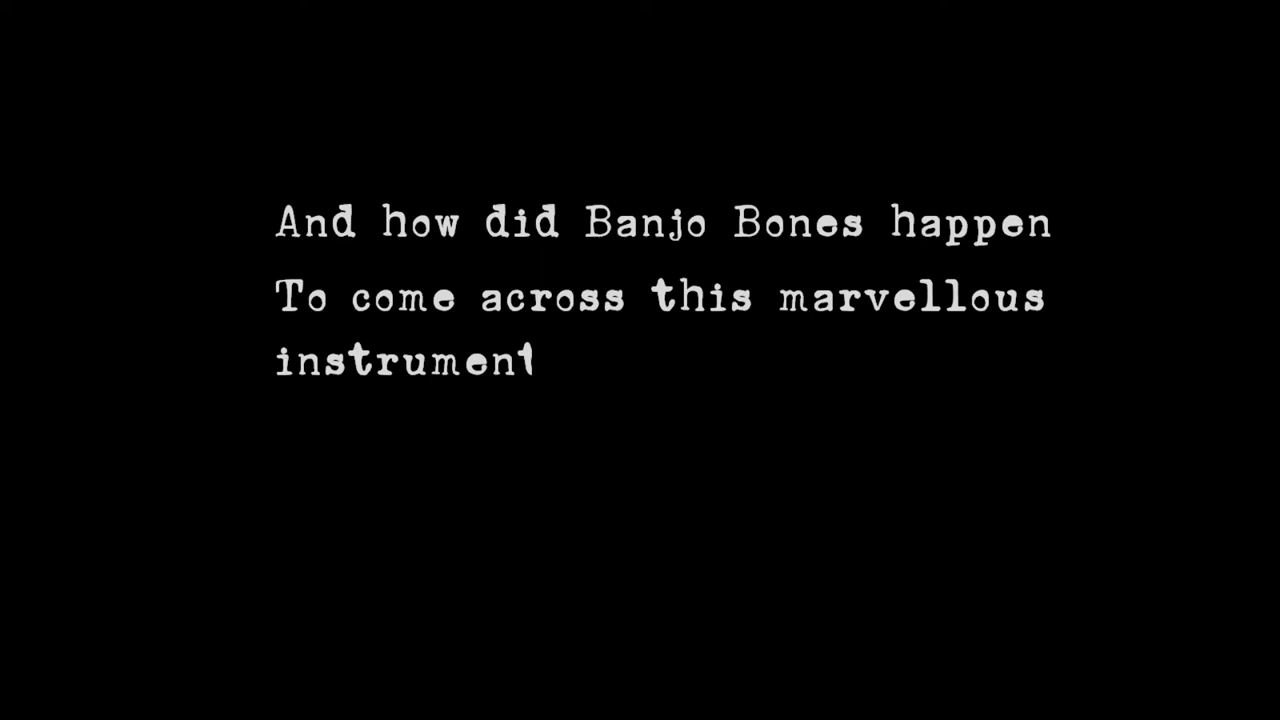 And how did Banjo Bones happen
To come across this marvellous
instrument